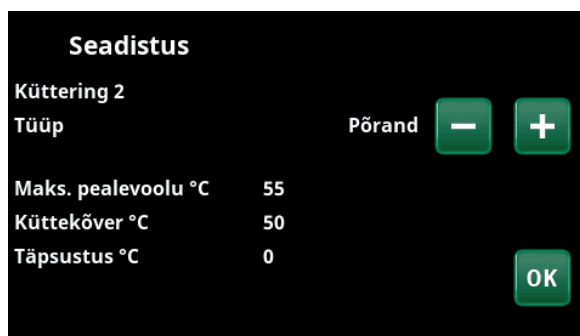 Seadistus
Küttering 2
Tüüp Põrand − +
Maks. pealevoolu °C 55
Küttekõver °C 50
Täpsustus °C 0
OK